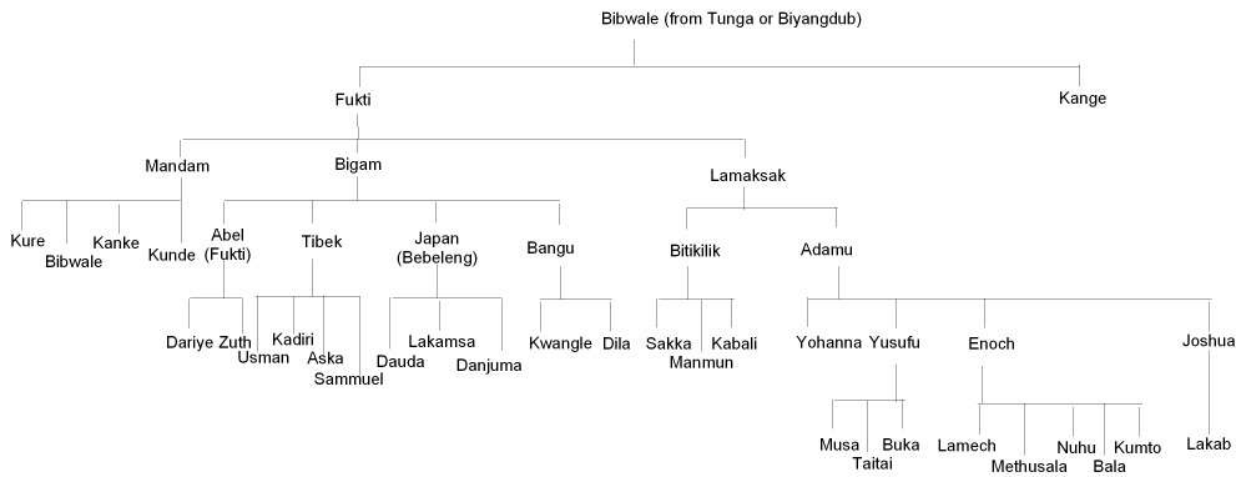 Bibwale (from Tunga or Biyangdub)
Fukti
Kange
Mandam
Bigam
Lamaksak
Kure
Bibwale
Kanke
Kunde
Abel
(Fukti)
Tibek
Japan
(Bebeleng)
Bangu
Bitikilik
Adamu
Dariye
Zuth
Usman
Kadiri
Aska
Sammuel
Dauda
Lakamsa
Danjuma
Kwangle
Dila
Sakka
Manmun
Kabali
Yohanna
Yusufu
Enoch
Joshua
Musa
Taitai
Buka
Lamech
Methusala
Nuhu
Bala
Kumto
Lakab